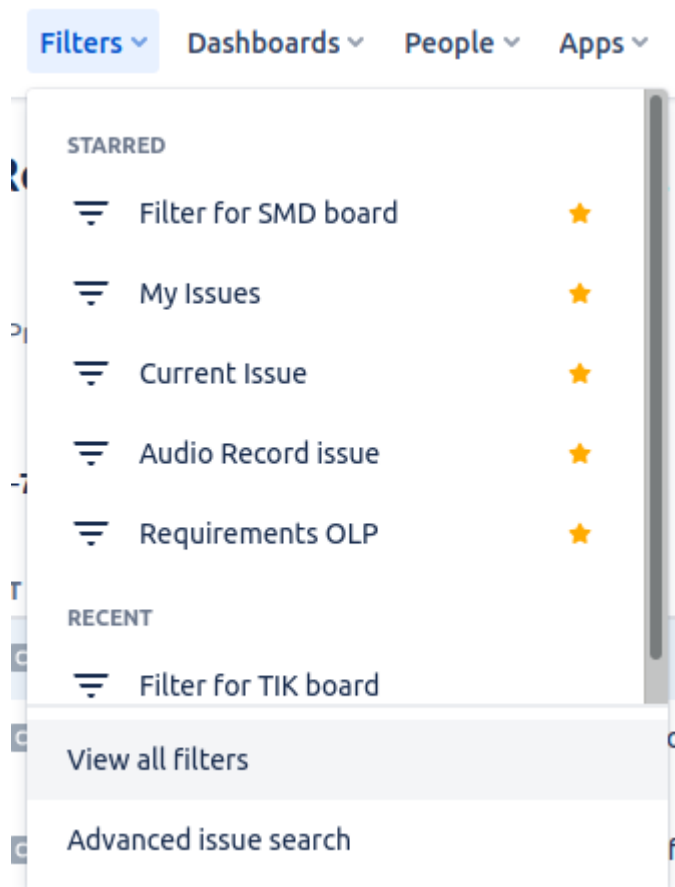 Filters Dashboards People Apps
STARRED
Filter for SMD board
My Issues
Current Issue
Audio Record issue
Requirements OLP
RECENT
Filter for TIK board
View all filters
Advanced issue search